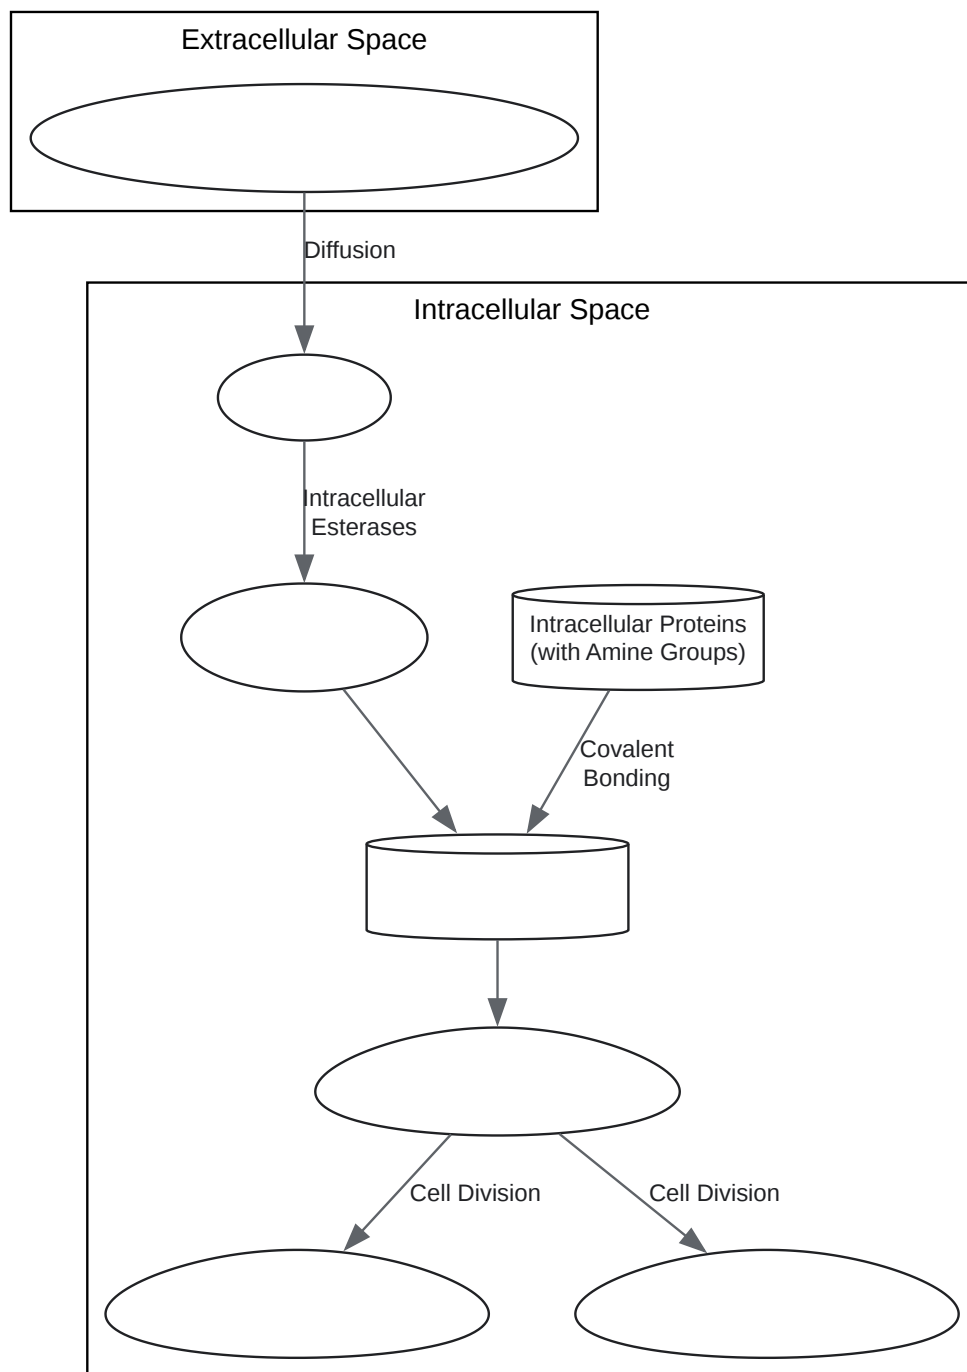 Extracellular Space
Diffusion
Intracellular Space
Intracellular
Esterases
Intracellular Proteins
(with Amine Groups)
Covalent
Bonding
Cell Division
Cell Division